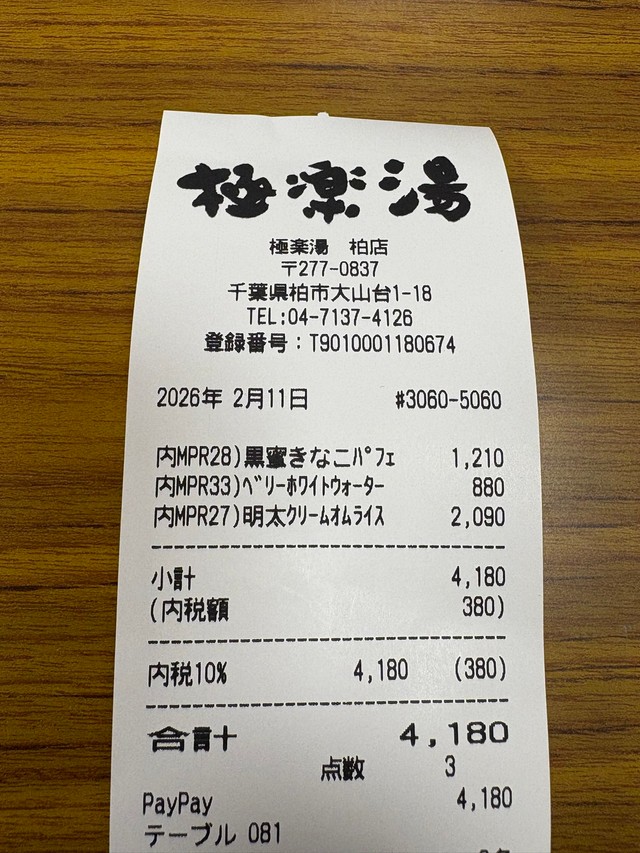 極楽湯
極楽湯 柏店
〒277-0837
千葉県柏市大山台1-18
TEL:04-7137-4126
登録番号:T9010001180674
2026年 2月11日 #3060-5060
内MPR28)黒蜜きなこパフェ 1,210
内MPR33)ベリーホワイトウォーター 880
内MPR27)明太クリームオムライス 2,090
小計 4,180
(内税額 380)
内税10% 4,180 (380)
合計 4,180
点数 3
PayPay 4,180
テーブル 081